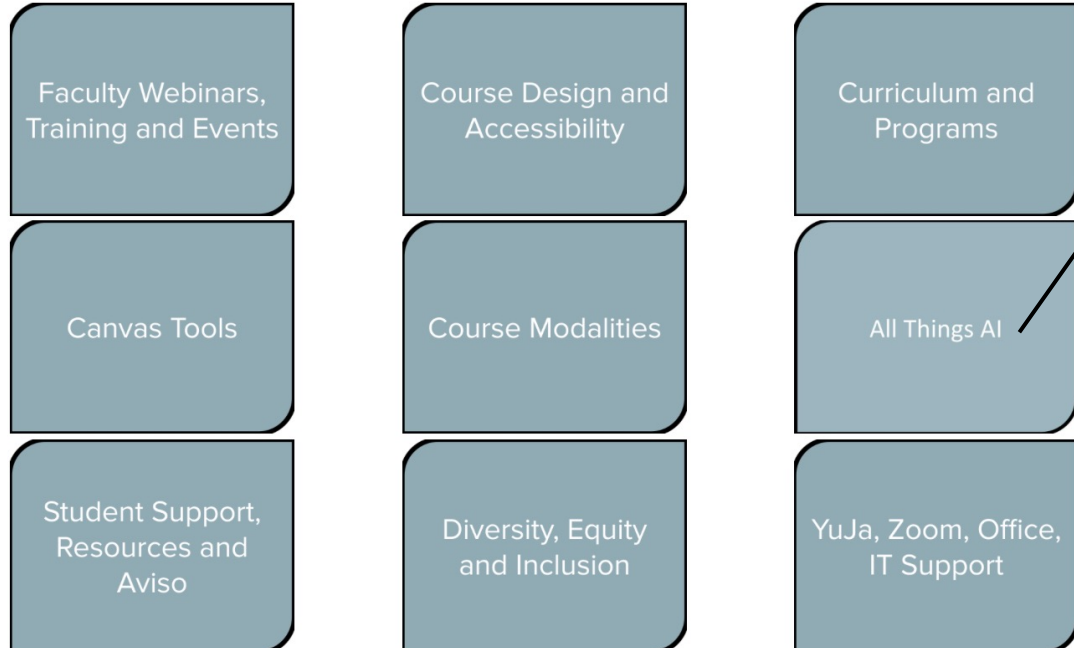 Faculty Webinars,
Training and Events
Course Design and
Accessibility
Curriculum and
Programs
Canvas Tools
Course Modalities
All Things AI
Student Support,
Resources and
Aviso
Diversity, Equity
and Inclusion
YuJa, Zoom, Office,
IT Support